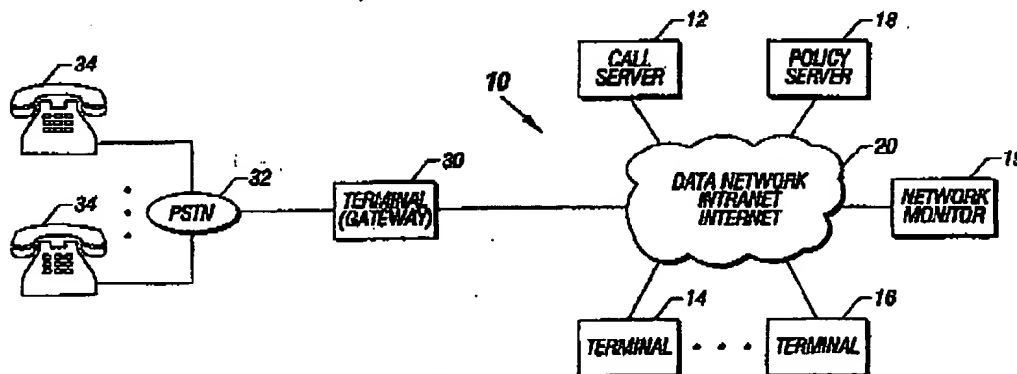 12
18
34
CALL
SERVER
POLICY
SERVER
10
30
20
32
19
PSTN
TERMINAL
(GATEWAY)
DATA NETWORK
INTRANET
INTERNET
NETWORK
MONITOR
34
14
16
TERMINAL
TERMINAL